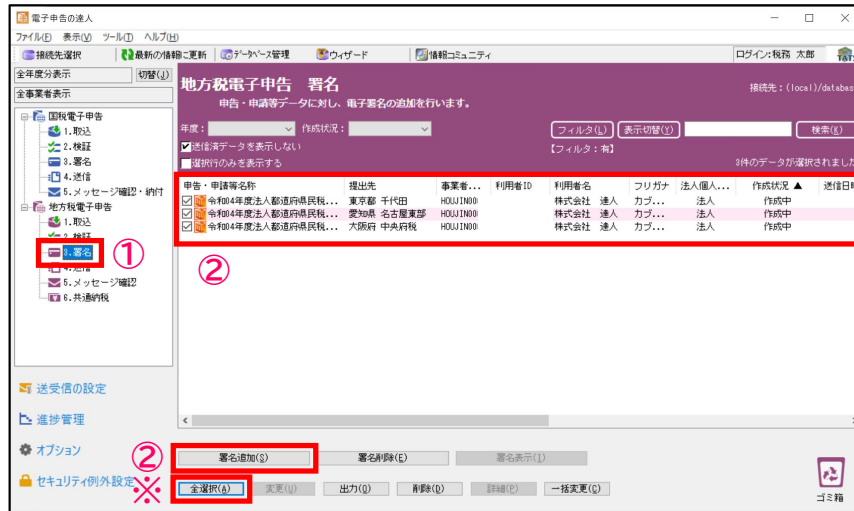 電子申告の達人
ファイル(F) 表示(V) ツール(T) ヘルプ(H)
接続先選択 最新の情報に更新 データベース管理 ウィザード 情報コミュニティ ログイン:税務 太郎
全年度分表示 切替(J)
全事業者表示
国税電子申告
1.取込
2.検証
3.署名
4.送信
5.メッセージ確認・納付
地方税電子申告
1.取込
2.検証
3.署名
4.送信
5.メッセージ確認
6.共通納税
①
送受信の設定
進捗管理
オプション
セキュリティ例外設定
地方税電子申告 署名 接続先:(local)/databas
申告・申請等データに対し、電子署名の追加を行います。
年度: 作成状況: フィルタ(L) 表示切替(Y) 検索(K)
送信済データを表示しない 【フィルタ:有】
選択行のみを表示する 3件のデータが選択されました
申告・申請等名称 提出先 事業者... 利用者ID 利用者名 フリガナ 法人個人... 作成状況 ▲ 送信日時
令和04年度法人都道府県民税... 東京都 千代田 HOUJIN00 株式会社 達人 カブ... 法人 作成中
令和04年度法人都道府県民税... 愛知県 名古屋東部 HOUJIN00 株式会社 達人 カブ... 法人 作成中
令和04年度法人都道府県民税... 大阪府 中央府税 HOUJIN00 株式会社 達人 カブ... 法人 作成中
②
② 署名追加(S) 署名削除(E) 署名表示(I)
※ 全選択(A) 変更(U) 出力(O) 削除(D) 詳細(P) 一括変更(C)
ゴミ箱